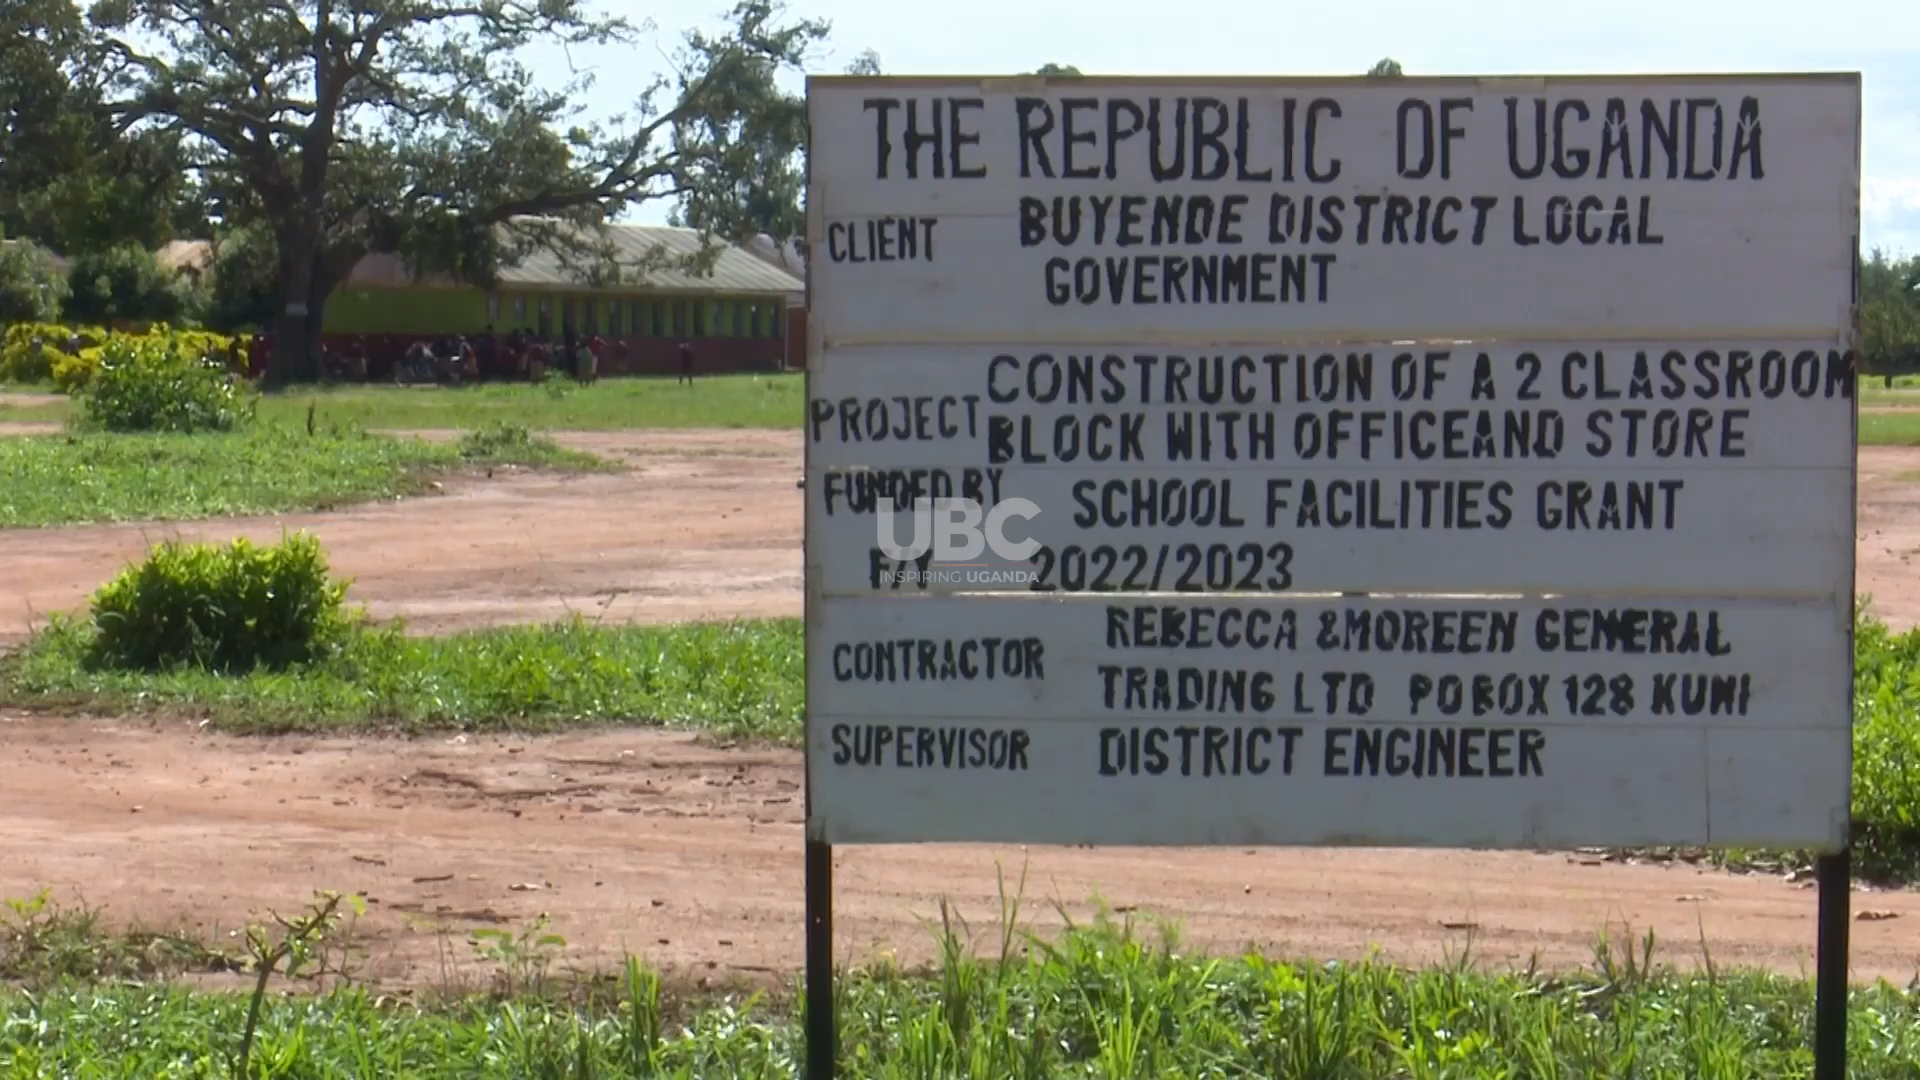 THE REPUBLIC OF UGANDA
CLIENT BUYENDE DISTRICT LOCAL
GOVERNMENT
PROJECT CONSTRUCTION OF A 2 CLASSROOM
BLOCK WITH OFFICEAND STORE
FUNDED BY SCHOOL FACILITIES GRANT
F/Y 2022/2023
UBC
INSPIRING UGANDA
CONTRACTOR REBECCA &MOREEN GENERAL
TRADING LTD PO BOX 128 KUMI
SUPERVISOR DISTRICT ENGINEER